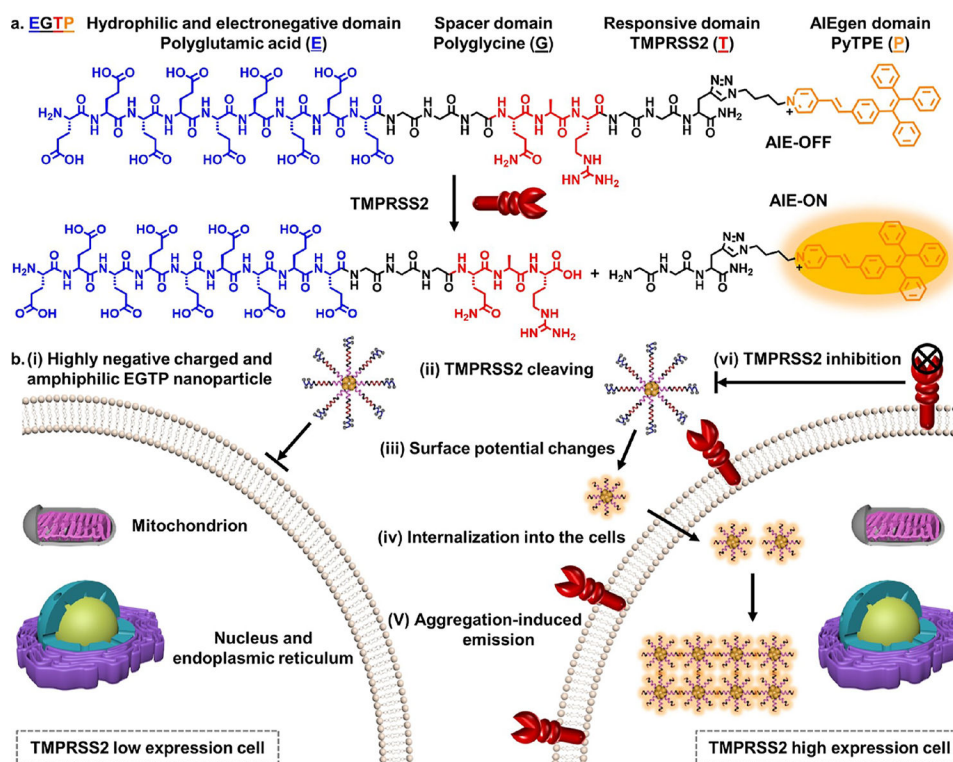 a. EGTP Hydrophilic and electronegative domain Spacer domain Responsive domain AIEgen domain
Polyglutamic acid (E) Polyglycine (G) TMPRSS2 (T) PyTPE (P)
AIE-OFF
TMPRSS2
AIE-ON
+
b. (i) Highly negative charged and
amphiphilic EGTP nanoparticle
(ii) TMPRSS2 cleaving
(vi) TMPRSS2 inhibition
(iii) Surface potential changes
Mitochondrion
(iv) Internalization into the cells
(V) Aggregation-induced
emission
Nucleus and
endoplasmic reticulum
TMPRSS2 low expression cell
TMPRSS2 high expression cell